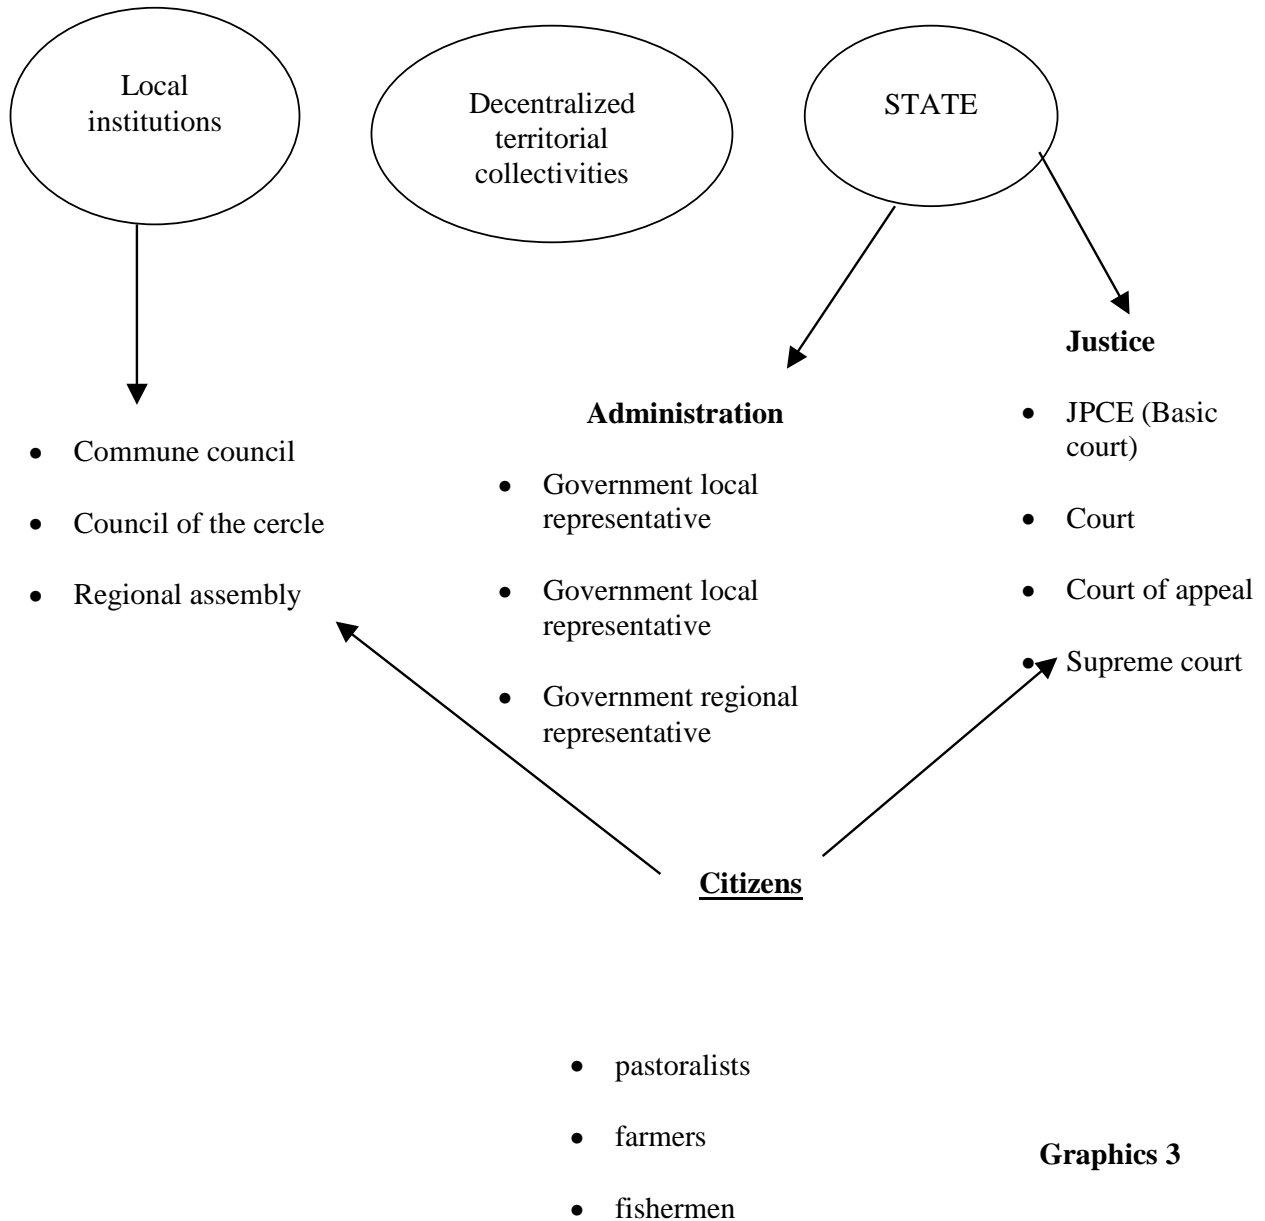 Local
institutions
Decentralized
territorial
collectivities
STATE
Commune council
Council of the cercle
Regional assembly
Administration
Government local
representative
Government local
representative
Government regional
representative
Justice
JPCE (Basic
court)
Court
Court of appeal
Supreme court
Citizens
pastoralists
farmers
fishermen
Graphics 3